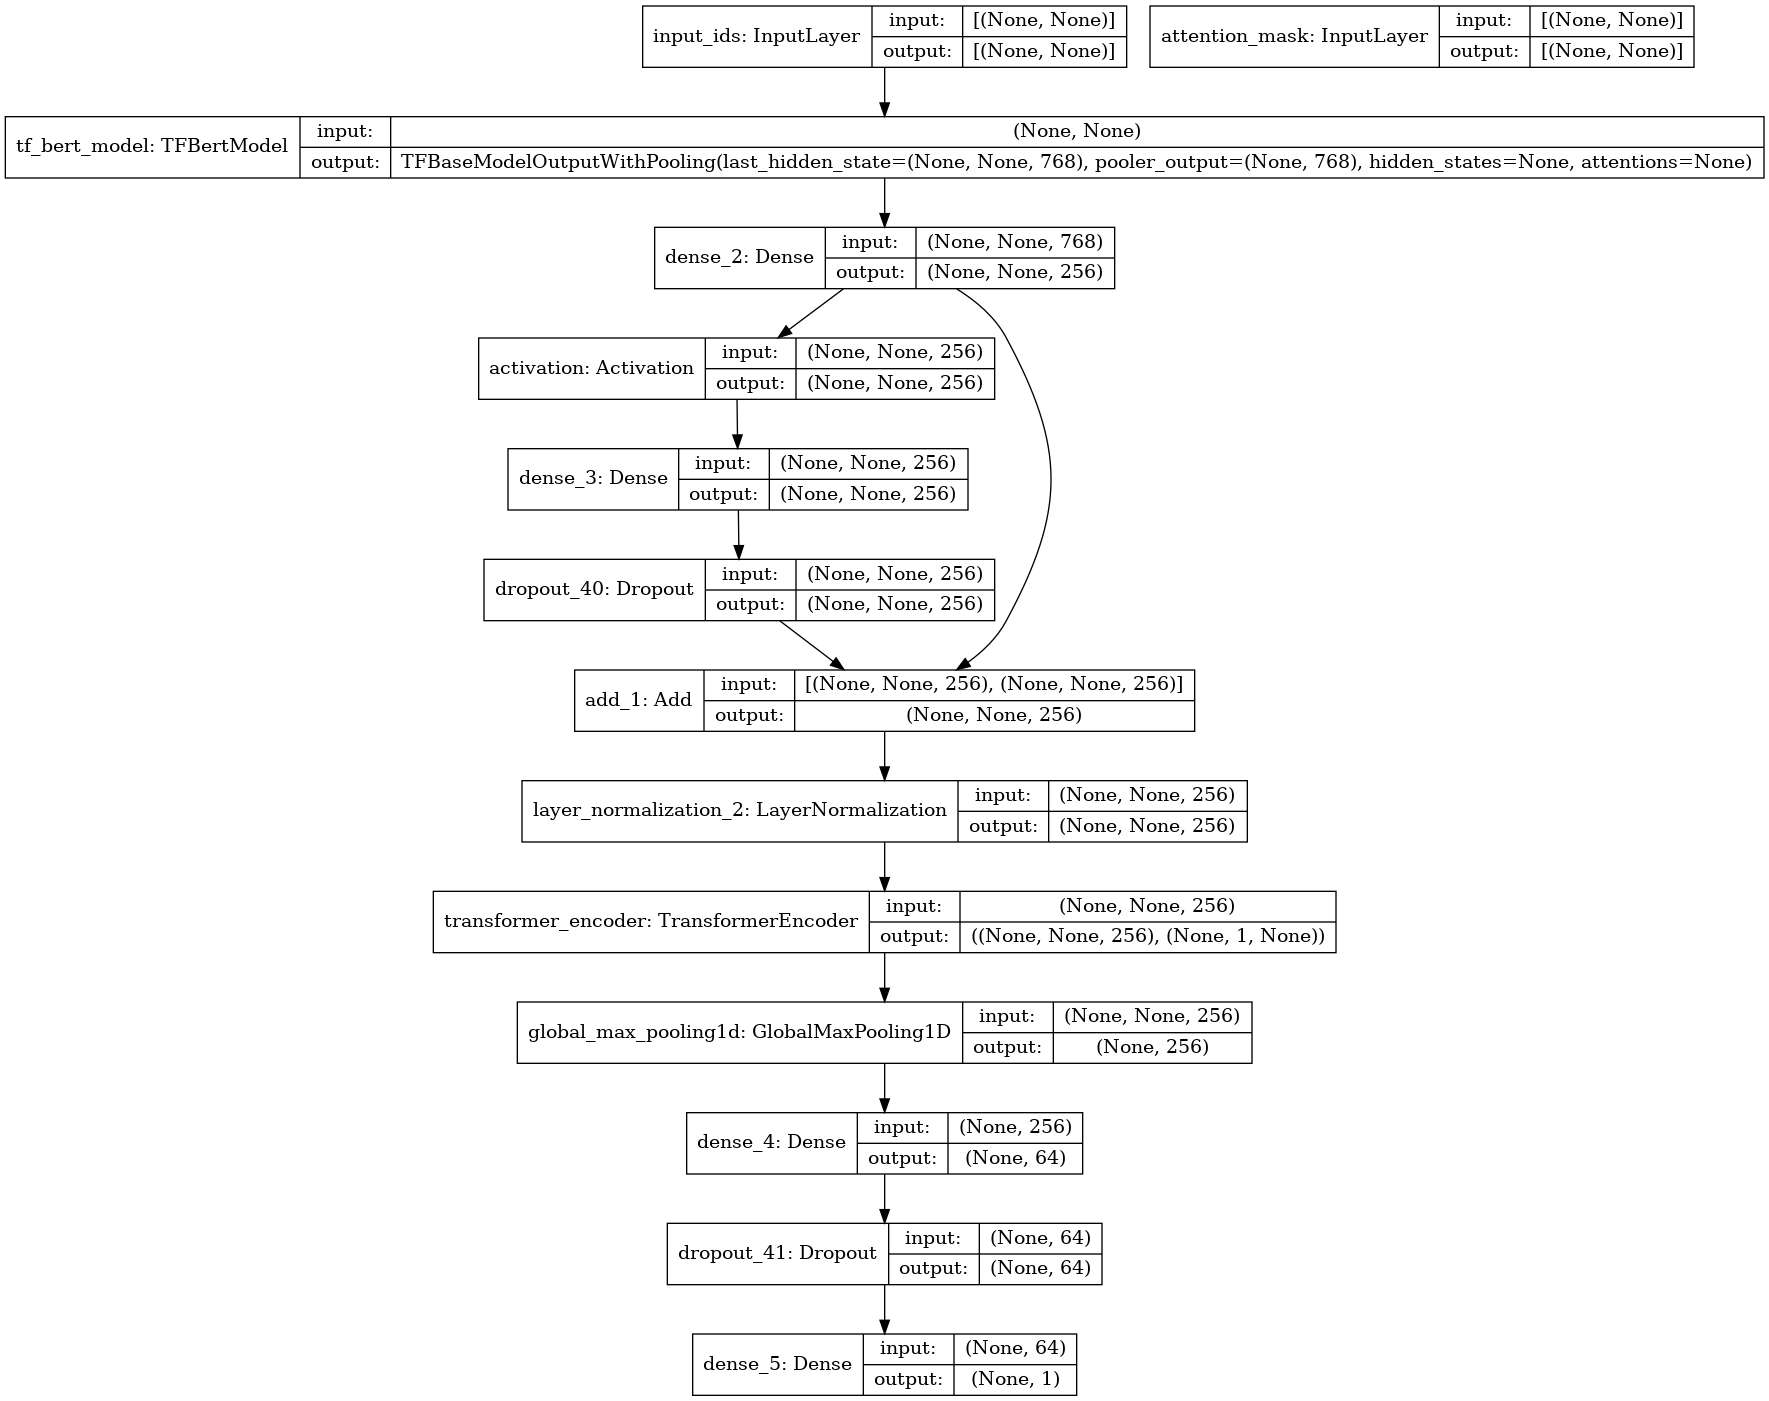 input_ids: InputLayer input: [(None, None)]
output: [(None, None)]
attention_mask: InputLayer input: [(None, None)]
output: [(None, None)]
tf_bert_model: TFBertModel input: (None, None)
output: TFBaseModelOutputWithPooling(last_hidden_state=(None, None, 768), pooler_output=(None, 768), hidden_states=None, attentions=None)
dense_2: Dense input: (None, None, 768)
output: (None, None, 256)
activation: Activation input: (None, None, 256)
output: (None, None, 256)
dense_3: Dense input: (None, None, 256)
output: (None, None, 256)
dropout_40: Dropout input: (None, None, 256)
output: (None, None, 256)
add_1: Add input: [(None, None, 256), (None, None, 256)]
output: (None, None, 256)
layer_normalization_2: LayerNormalization input: (None, None, 256)
output: (None, None, 256)
transformer_encoder: TransformerEncoder input: (None, None, 256)
output: ((None, None, 256), (None, 1, None))
global_max_pooling1d: GlobalMaxPooling1D input: (None, None, 256)
output: (None, 256)
dense_4: Dense input: (None, 256)
output: (None, 64)
dropout_41: Dropout input: (None, 64)
output: (None, 64)
dense_5: Dense input: (None, 64)
output: (None, 1)